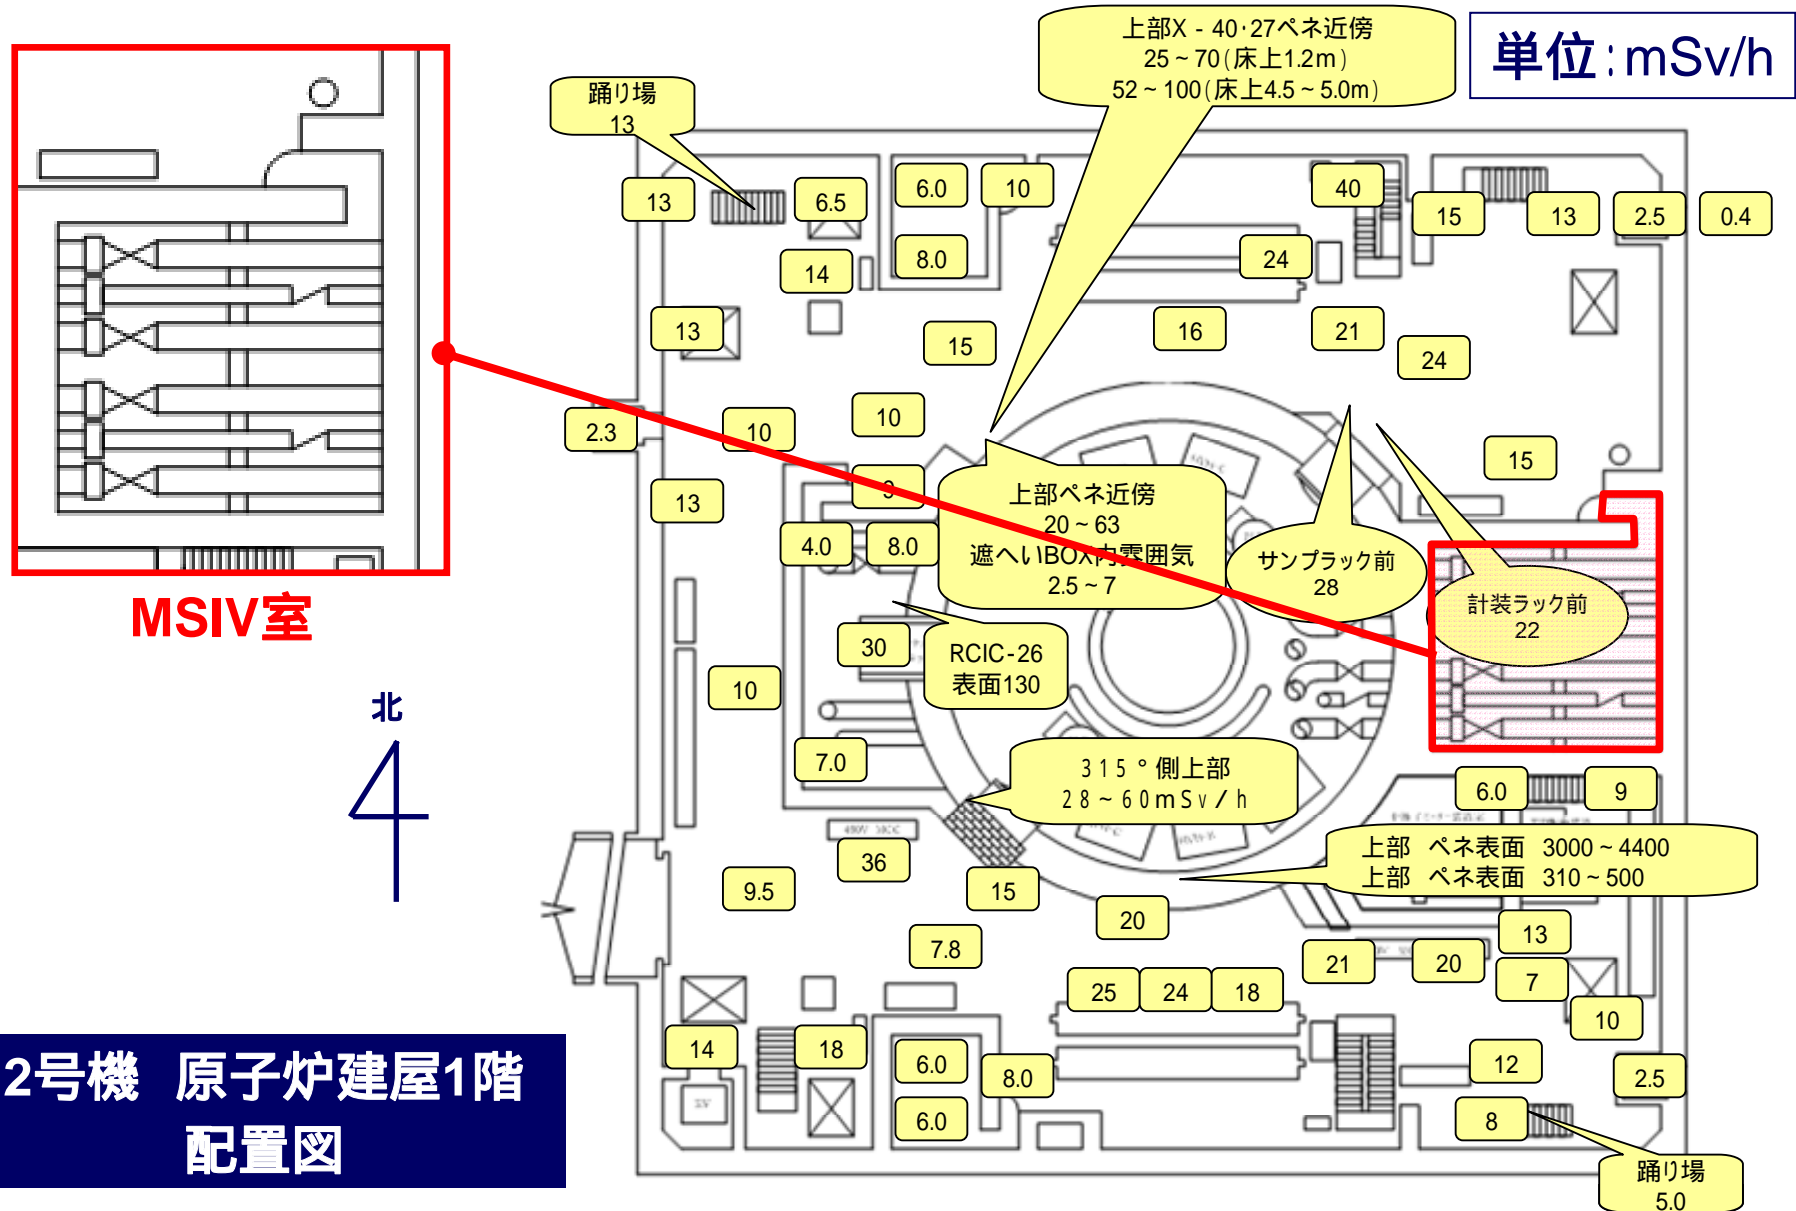 単位:mSv/h
上部X - 40・27ペネ近傍
25 ~ 70(床上1.2m)
52 ~ 100(床上4.5 ~ 5.0m)
踊り場
13
13
6.5
6.0
10
40
15
13
2.5
0.4
14
8.0
24
13
15
16
21
24
2.3
10
10
15
13
4.0
8.0
上部ペネ近傍
20 ~ 63
遮へいBOX内雰囲気
2.5 ~ 7
サンプラック前
28
計装ラック前
22
MSIV室
30
RCIC-26
表面130
10
北
7.0
315°側上部
28~60mSv/h
6.0
9
上部 ペネ表面 3000 ~ 4400
上部 ペネ表面 310 ~ 500
36
9.5
15
20
7.8
13
21
20
7
25
24
18
10
14
18
6.0
8.0
12
2.5
6.0
8
踊り場
5.0
2号機 原子炉建屋1階
配置図